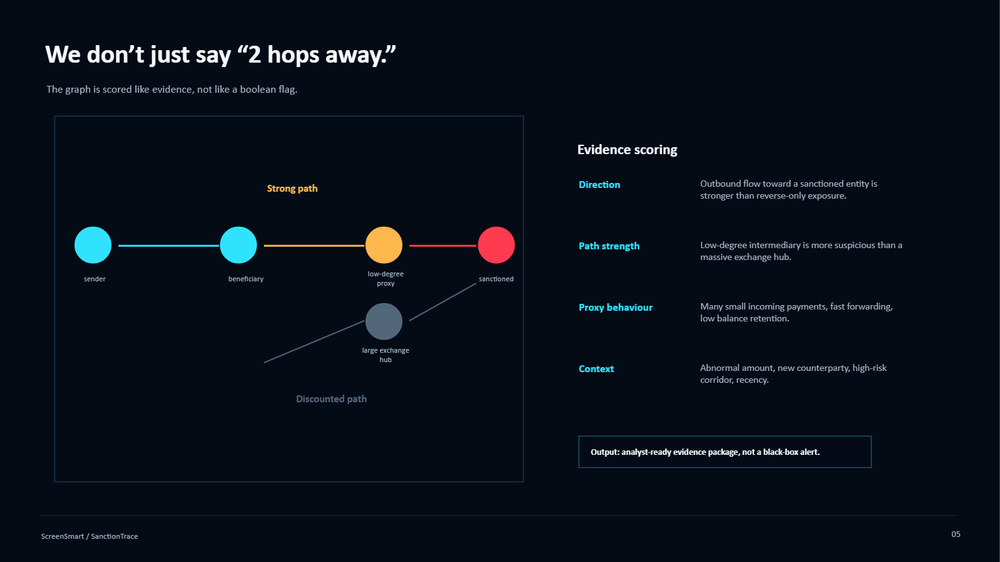 We don’t just say “2 hops away.”
The graph is scored like evidence, not like a boolean flag.
Strong path
sender
beneficiary
low-degree
proxy
sanctioned
large exchange
hub
Discounted path
Evidence scoring
Direction
Outbound flow toward a sanctioned entity is
stronger than reverse-only exposure.
Path strength
Low-degree intermediary is more suspicious than a
massive exchange hub.
Proxy behaviour
Many small incoming payments, fast forwarding,
low balance retention.
Context
Abnormal amount, new counterparty, high-risk
corridor, recency.
Output: analyst-ready evidence package, not a black-box alert.
ScreenSmart / SanctionTrace
05